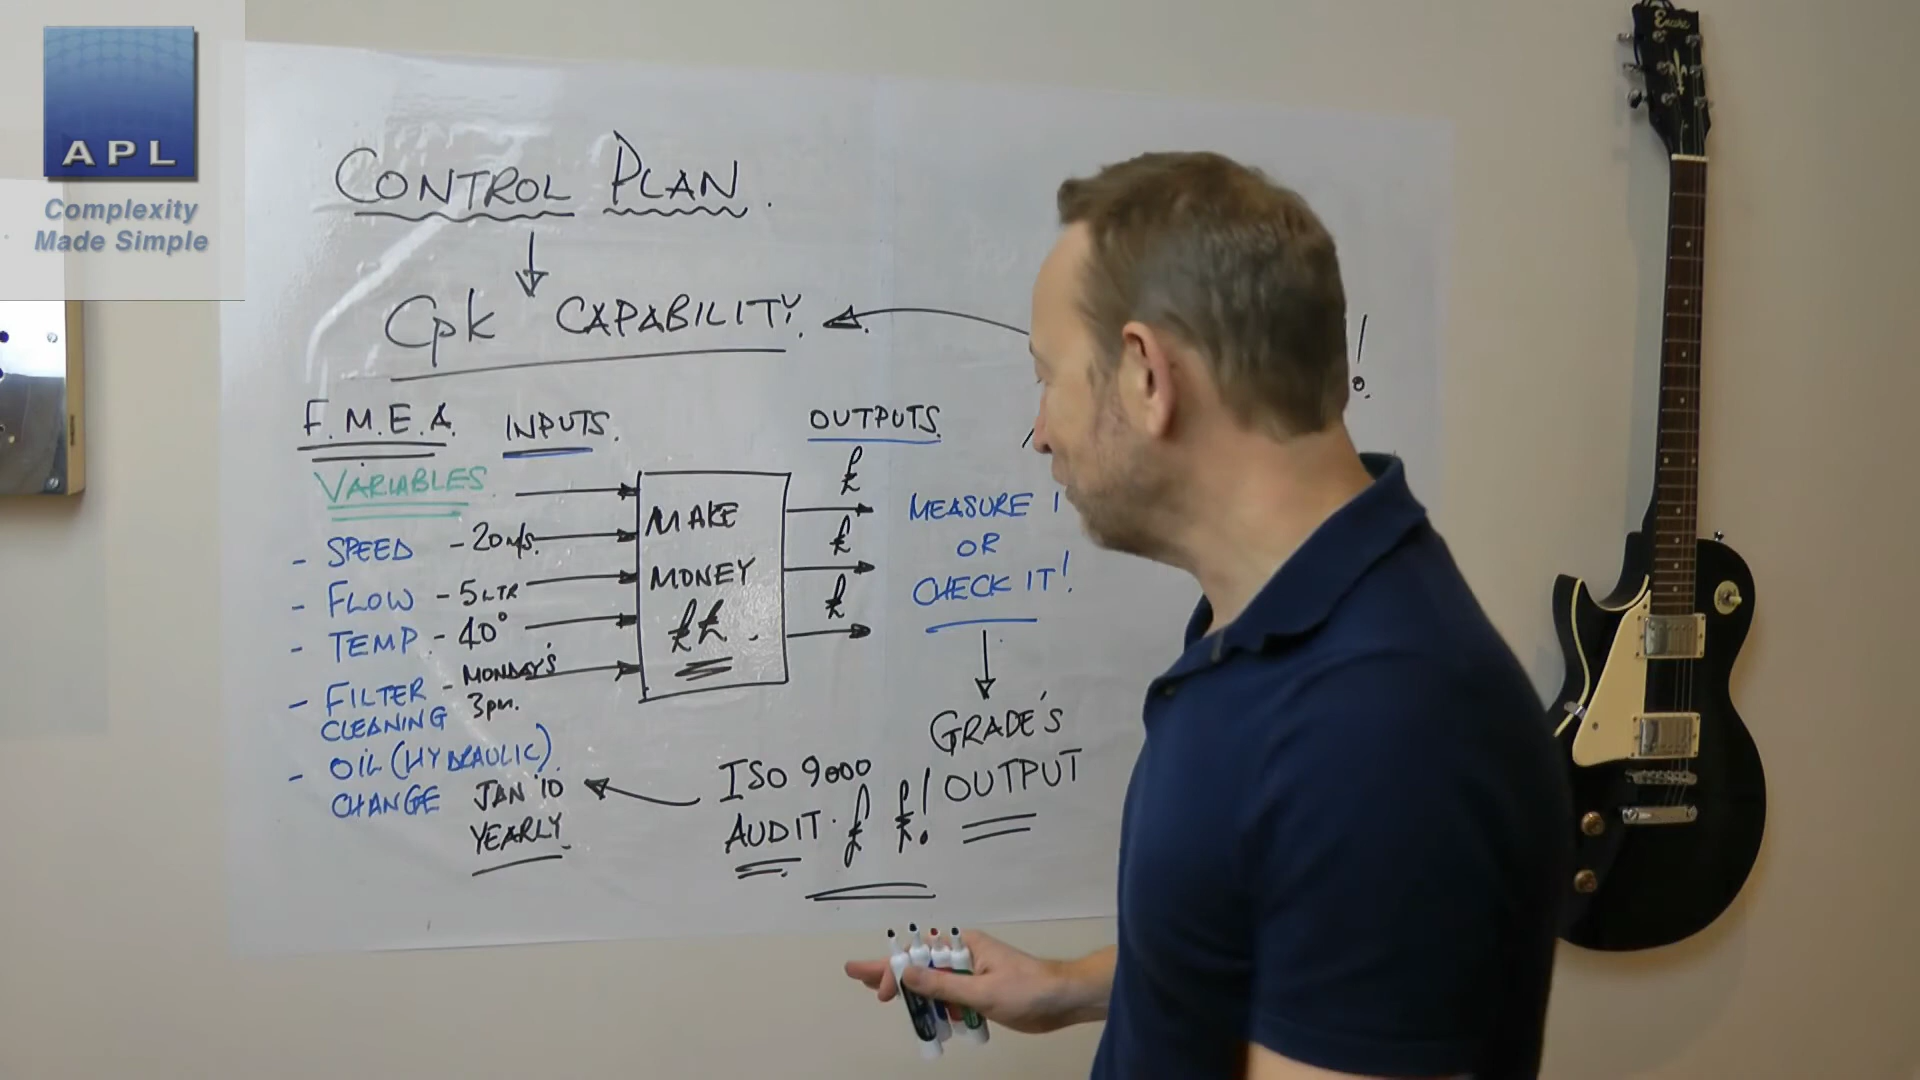 APL
Complexity
Made Simple
CONTROL PLAN.
Cpk CAPABILITY.
F.M.E.A.
INPUTS.
OUTPUTS.
VARIABLES
- SPEED - 20m/s.
- FLOW - 5LTR
- TEMP. - 40°
- FILTER - MONDAY'S
CLEANING 3pm.
- OIL (HYDRAULIC).
CHANGE JAN '10
YEARLY.
MAKE
MONEY
££.
£
£
£
MEASURE I
OR
CHECK IT!
GRADE'S
OUTPUT
ISO 9000
AUDIT. £ £!
!
Encore